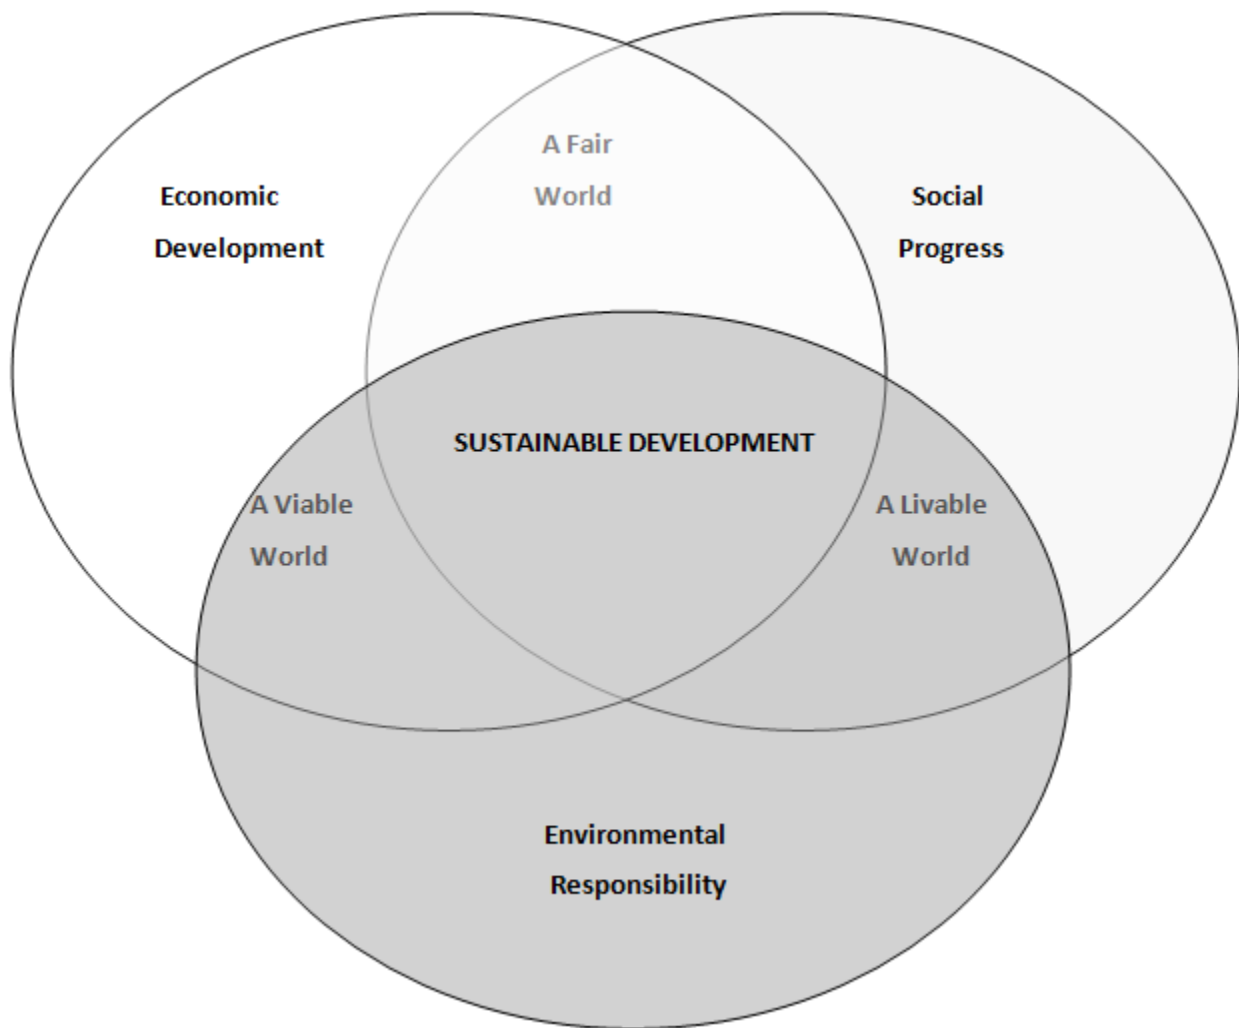 A Fair
World
Economic
Development
Social
Progress
SUSTAINABLE DEVELOPMENT
A Viable
World
A Livable
World
Environmental
Responsibility